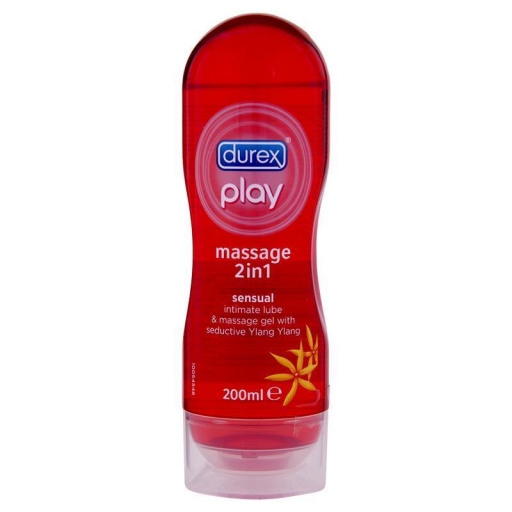 durex®
play
massage
2in1
sensual
intimate lube
& massage gel with
seductive Ylang Ylang
200ml ℮